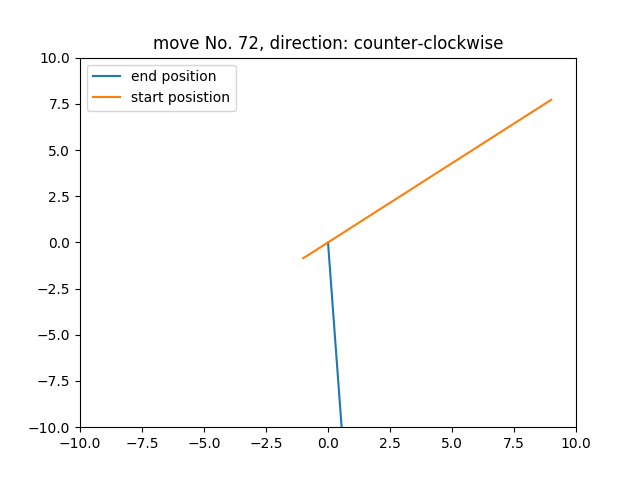 move No. 72, direction: counter-clockwise
end position
start posistion
10.0
7.5
5.0
2.5
0.0
−2.5
−5.0
−7.5
−10.0
−10.0 −7.5 −5.0 −2.5 0.0 2.5 5.0 7.5 10.0